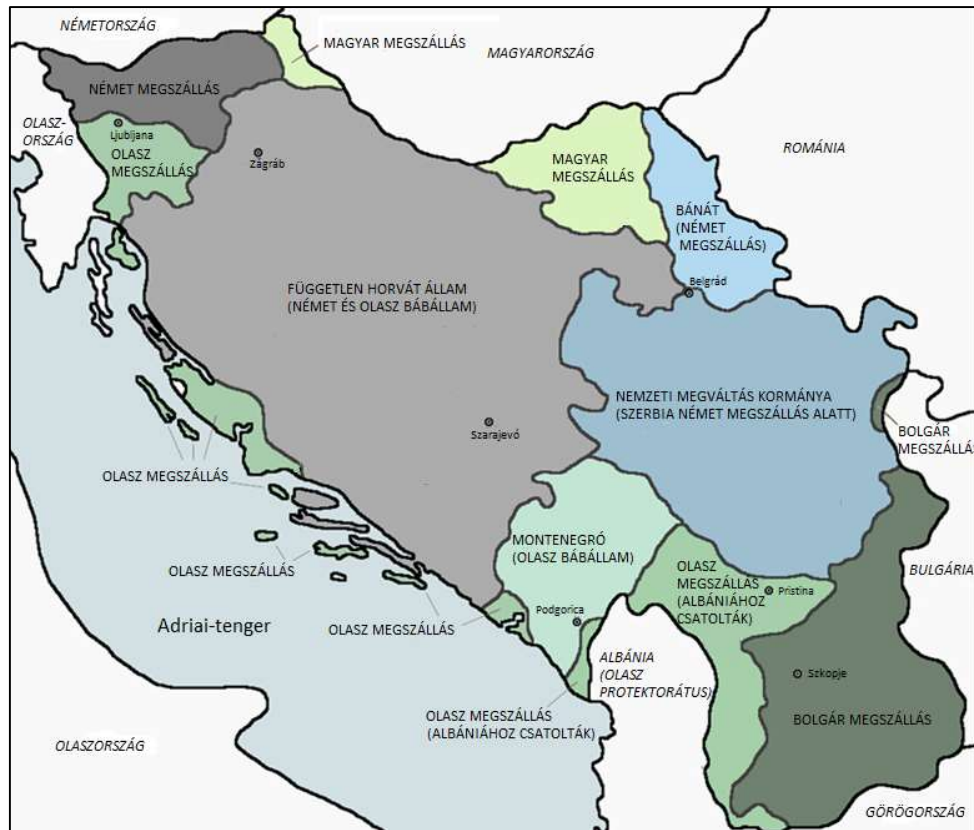 NÉMETORSZÁG
MAGYAR MEGSZÁLLÁS
MAGYARORSZÁG
NÉMET MEGSZÁLLÁS
OLASZ-
ORSZÁG
Ljubljana
OLASZ
MEGSZÁLLÁS
Zágráb
MAGYAR
MEGSZÁLLÁS
ROMÁNIA
BÁNÁT
(NÉMET
MEGSZÁLLÁS)
Belgrád
FÜGGETLEN HORVÁT ÁLLAM
(NÉMET ÉS OLASZ BÁBÁLLAM)
NEMZETI MEGVÁLTÁS KORMÁNYA
(SZERBIA NÉMET MEGSZÁLLÁS ALATT)
Szarajevó
BOLGÁR
MEGSZÁLLÁS
OLASZ MEGSZÁLLÁS
MONTENEGRÓ
(OLASZ BÁBÁLLAM)
OLASZ MEGSZÁLLÁS
OLASZ
MEGSZÁLLÁS
(ALBÁNIÁHOZ
CSATOLTÁK)
Pristina
BULGÁRIA
Podgorica
OLASZ MEGSZÁLLÁS
Adriai-tenger
ALBÁNIA
(OLASZ
PROTEKTORÁTUS)
Szkopje
OLASZ MEGSZÁLLÁS
(ALBÁNIÁHOZ CSATOLTÁK)
BOLGÁR MEGSZÁLLÁS
OLASZORSZÁG
GÖRÖGORSZÁG